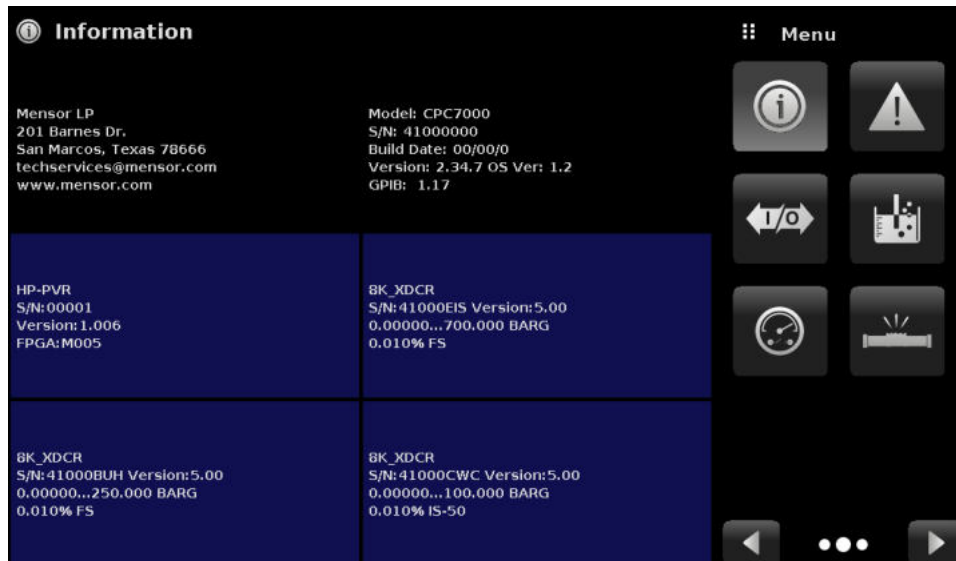 Information
Mensor LP
201 Barnes Dr.
San Marcos, Texas 78666
techservices@mensor.com
www.mensor.com
Model: CPC7000
S/N: 41000000
Build Date: 00/00/0
Version: 2.34.7 OS Ver: 1.2
GPIB: 1.17
HP-PVR
S/N:00001
Version:1.006
FPGA:M005
8K_XDCR
S/N:41000EIS Version:5.00
0.00000...700.000 BARG
0.010% FS
8K_XDCR
S/N:41000BUH Version:5.00
0.00000...250.000 BARG
0.010% FS
8K_XDCR
S/N:41000CWC Version:5.00
0.00000...100.000 BARG
0.010% IS-50
Menu
I/O